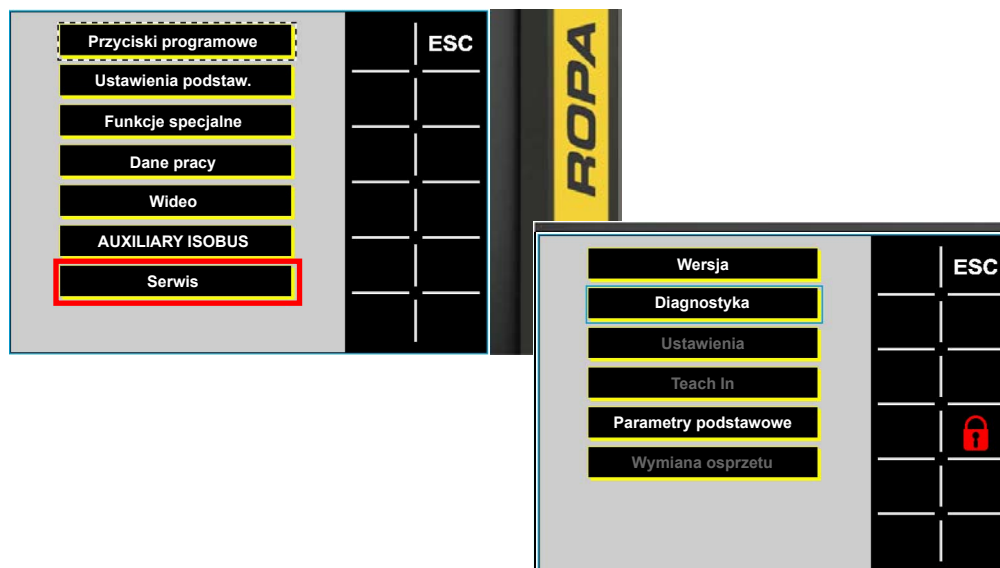 Przyciski programowe
ESC
Ustawienia podstaw.
Funkcje specjalne
Dane pracy
Wideo
AUXILIARY ISOBUS
Serwis
ROPA
Wersja
ESC
Diagnostyka
Ustawienia
Teach In
Parametry podstawowe
Wymiana osprzetu